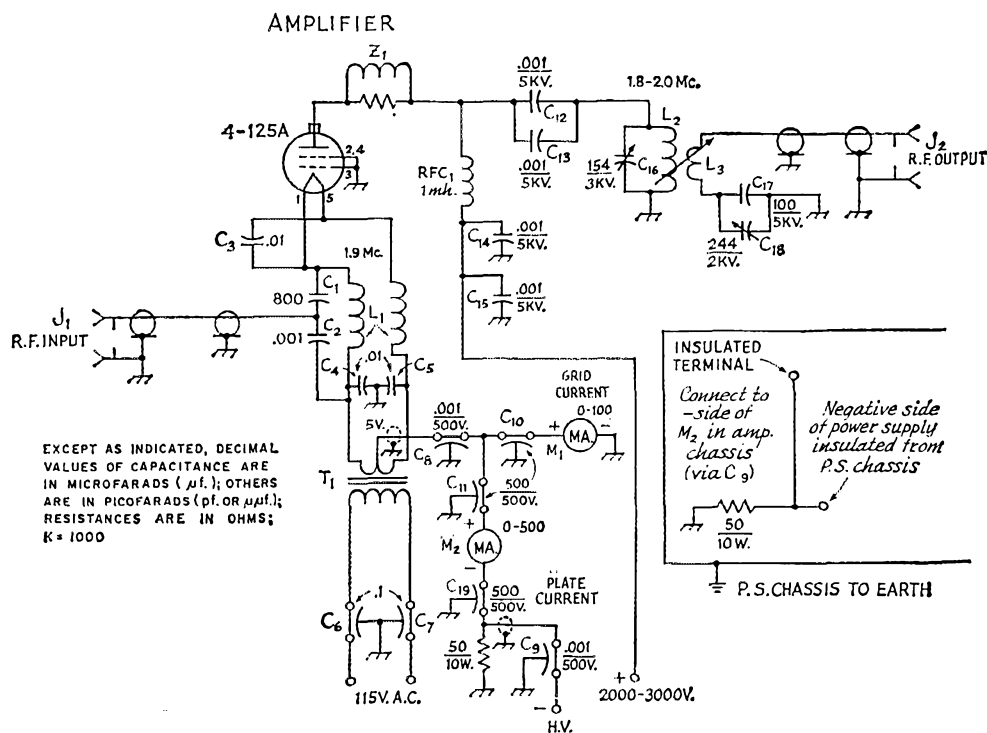 AMPLIFIER
Z1
.001
5KV.
C12
C13
.001
5KV.
1.8-2.0 Mc.
4-125A
2,4
3
1
5
RFC1
1mh.
154
3KV.
C16
L2
L3
J2
R.F. OUTPUT
C17
100
5KV.
244
2KV.
C18
C3
.01
1.9 Mc.
C14
.001
5KV.
C15
.001
5KV.
C1
800
C2
.001
L1
J1
R.F. INPUT
.01
C4
C5
5V.
.001
500V.
C8
C10
GRID
CURRENT
0-100
+
MA.
-
M1
T1
C11
500
500V.
+
0-500
M2
MA.
-
C19
500
500V.
PLATE
CURRENT
50
10W.
C9
.001
500V.
-
H.V.
+
2000-3000V.
.1
C6
C7
115V. A.C.
EXCEPT AS INDICATED, DECIMAL
VALUES OF CAPACITANCE ARE
IN MICROFARADS (µf.); OTHERS
ARE IN PICOFARADS (pf. OR µµf.);
RESISTANCES ARE IN OHMS;
K = 1000
INSULATED
TERMINAL
Connect to
-side of
M2 in amp.
chassis
(via C9)
Negative side
of power supply
insulated from
P.S. chassis
50
10W.
P.S. CHASSIS TO EARTH